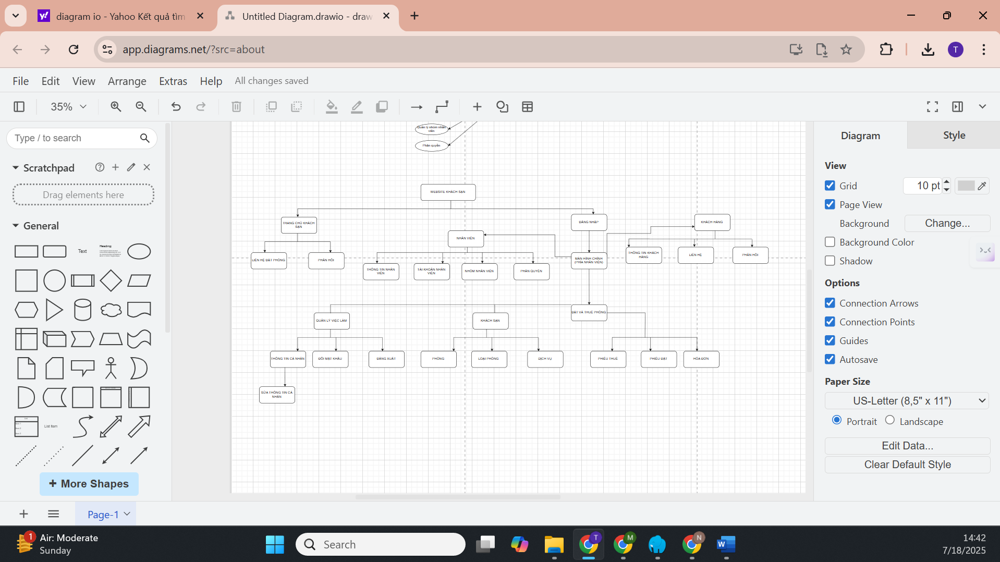 diagram io - Yahoo Kết quả tìm
Untitled Diagram.drawio - draw
app.diagrams.net/?src=about
T
File
Edit
View
Arrange
Extras
Help
All changes saved
35%
Type / to search
Scratchpad
Drag elements here
General
Text
Heading
List
Item 1
Item 2
Item 3
List Item
+ More Shapes
Quản lý nhóm nhân
viên
Phân quyền
WEBSITE KHÁCH SẠN
TRANG CHỦ KHÁCH
SẠN
ĐĂNG NHẬP
KHÁCH HÀNG
NHÂN VIÊN
LIÊN HỆ ĐẶT PHÒNG
PHẢN HỒI
MÀN HÌNH CHÍNH
(PHÍA NHÂN VIÊN)
THÔNG TIN KHÁCH
HÀNG
LIÊN HỆ
PHẢN HỒI
THÔNG TIN NHÂN
VIÊN
TÀI KHOẢN NHÂN
VIÊN
NHÓM NHÂN VIÊN
PHÂN QUYỀN
QUẢN LÝ VIỆC LÀM
KHÁCH SẠN
ĐẶT VÀ THUÊ PHÒNG
THÔNG TIN CÁ NHÂN
ĐỔI MẬT KHẨU
ĐĂNG XUẤT
PHÒNG
LOẠI PHÒNG
DỊCH VỤ
PHIẾU THUÊ
PHIẾU ĐẶT
HÓA ĐƠN
SỬA THÔNG TIN CÁ
NHÂN
Diagram
Style
View
Grid
10 pt
Page View
Background
Change...
Background Color
Shadow
Options
Connection Arrows
Connection Points
Guides
Autosave
Paper Size
US-Letter (8,5" x 11")
Portrait
Landscape
Edit Data...
Clear Default Style
Page-1
1
Air: Moderate
Sunday
Search
T
M
N
W
14:42
7/18/2025